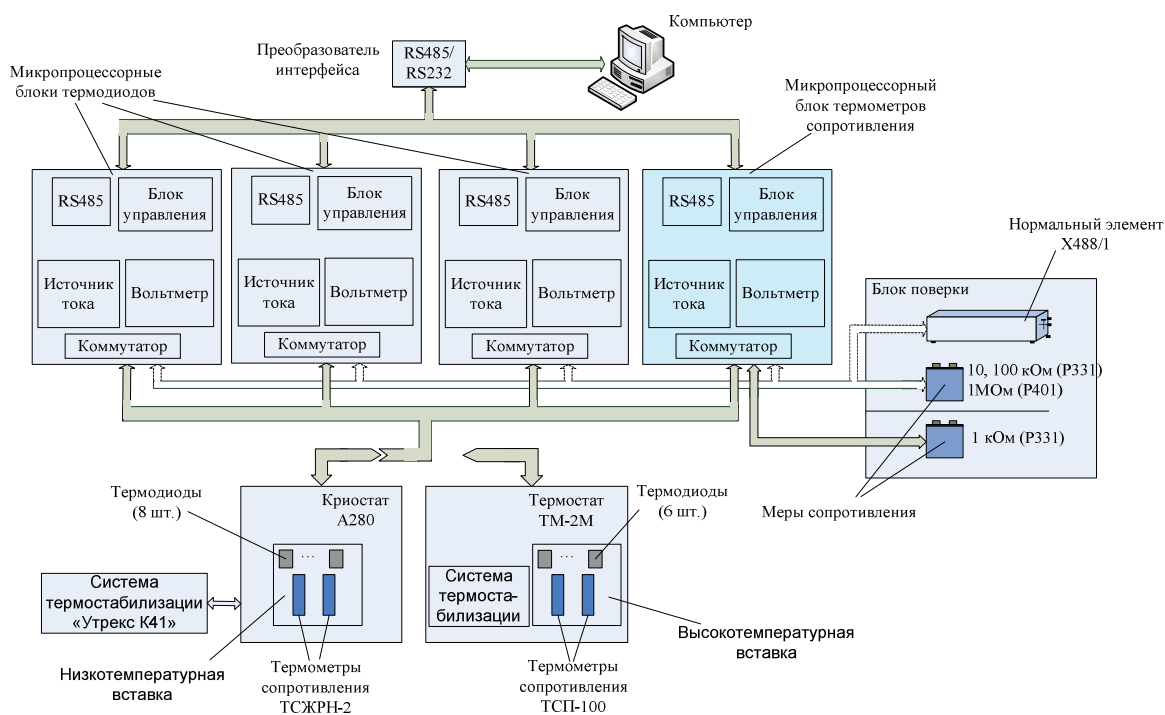 Компьютер
Преобразователь
интерфейса
RS485/
RS232
Микропроцессорные
блоки термодиодов
Микропроцессорный
блок термометров
сопротивления
RS485
Блок
управления
Источник
тока
Вольтметр
Коммутатор
RS485
Блок
управления
Источник
тока
Вольтметр
Коммутатор
RS485
Блок
управления
Источник
тока
Вольтметр
Коммутатор
RS485
Блок
управления
Источник
тока
Вольтметр
Коммутатор
Нормальный элемент
Х488/1
Блок поверки
10, 100 кОм (Р331)
1МОм (Р401)
1 кОм (Р331)
Меры сопротивления
Термодиоды
(8 шт.)
Криостат
А280
...
Система
термостабилизации
«Утрекс К41»
Низкотемпературная
вставка
Термометры
сопротивления
ТСЖРН-2
Термостат
ТМ-2М
Термодиоды
(6 шт.)
...
Система
термоста-
билизации
Высокотемпературная
вставка
Термометры
сопротивления
ТСП-100